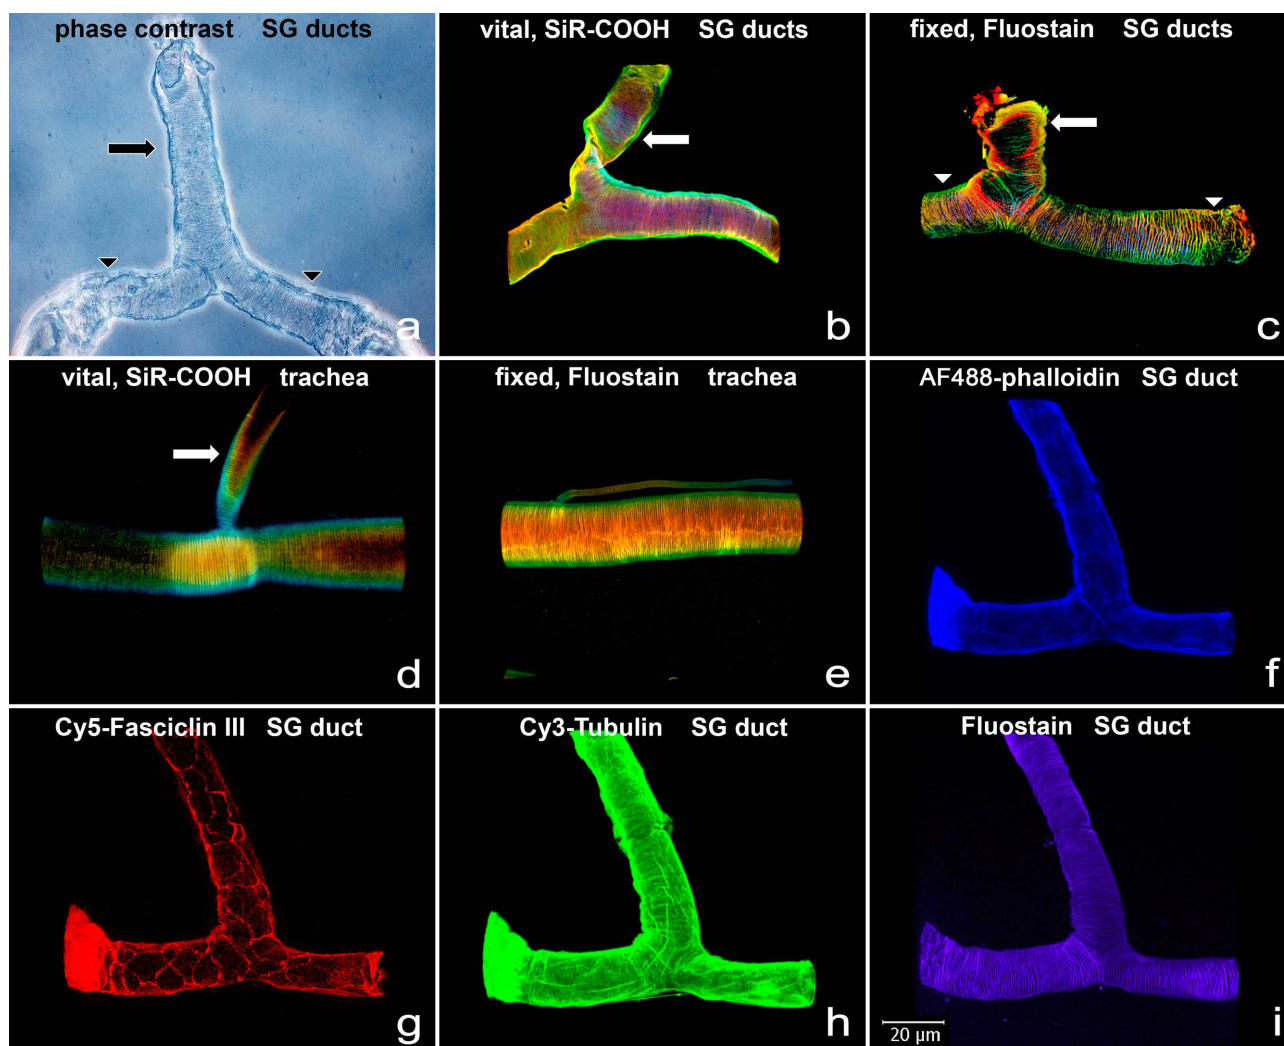 phase contrast SG ducts
a
vital, SiR-COOH SG ducts
b
fixed, Fluostain SG ducts
c
vital, SiR-COOH trachea
d
fixed, Fluostain trachea
e
AF488-phalloidin SG duct
f
Cy5-Fasciclin III SG duct
g
Cy3-Tubulin SG duct
h
Fluostain SG duct
20 µm
i